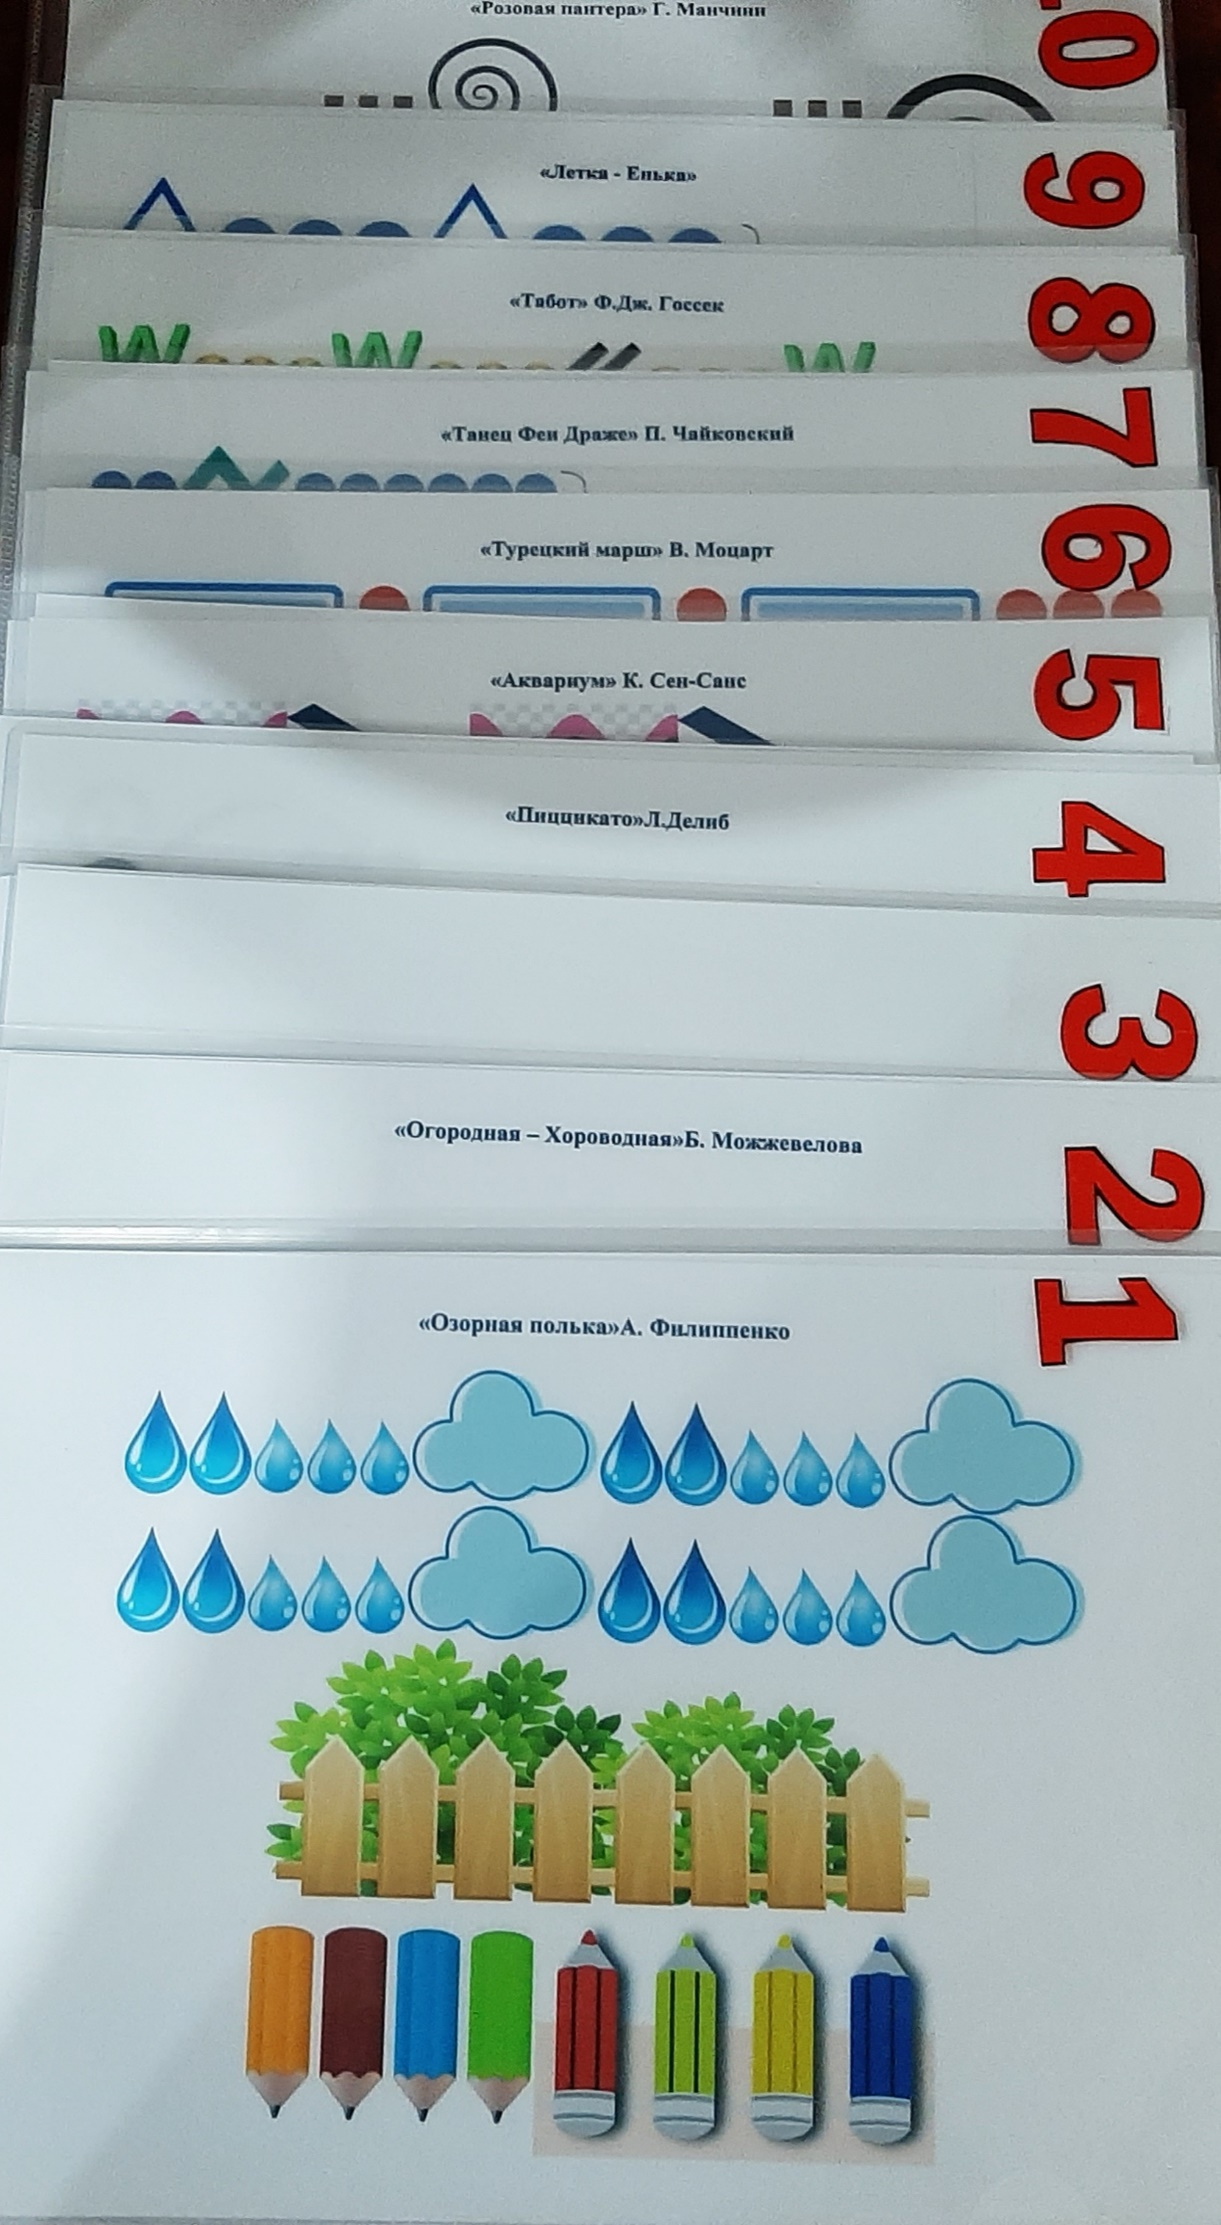 «Розовая пантера» Г. Манчини
10
«Летка - Енька»
9
«Табот» Ф.Дж. Госсек
8
«Танец Феи Драже» П. Чайковский
7
«Турецкий марш» В. Моцарт
6
«Аквариум» К. Сен-Санс
5
«Пиццикато»Л.Делиб
4
3
«Огородная – Хороводная»Б. Можжевелова
2
«Озорная полька»А. Филиппенко
1